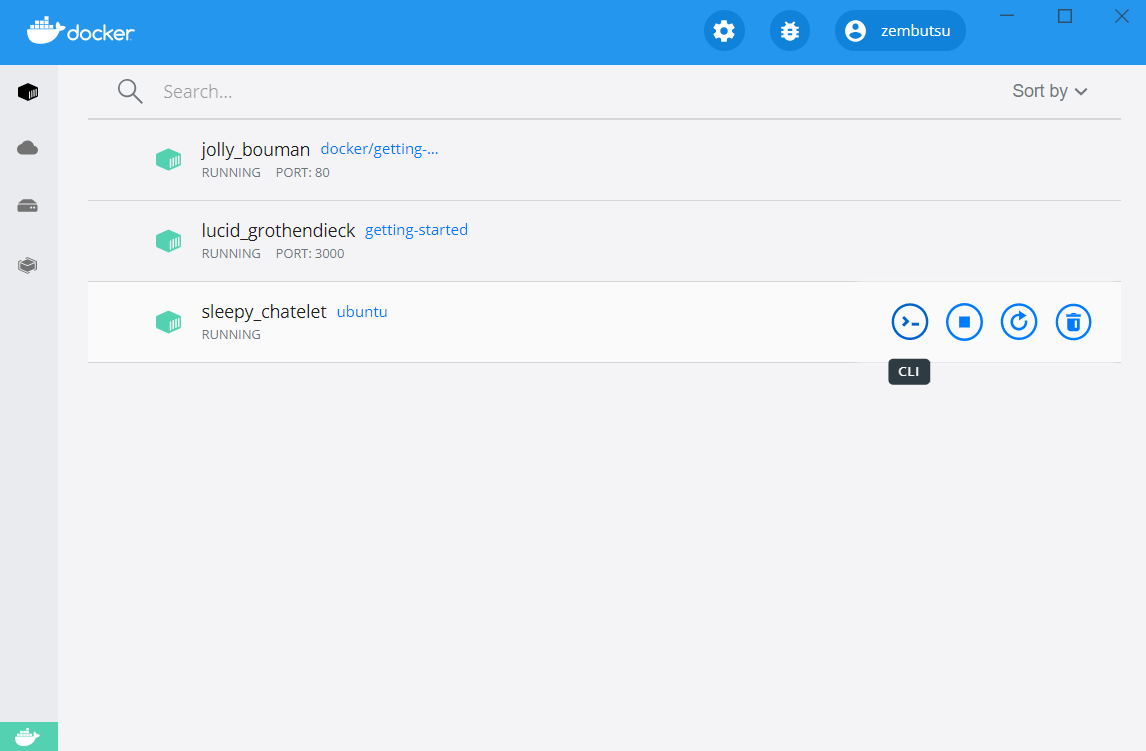 docker
zembutsu
Search...
Sort by
jolly_bouman docker/getting-...
RUNNING PORT: 80
lucid_grothendieck getting-started
RUNNING PORT: 3000
sleepy_chatelet ubuntu
RUNNING
CLI